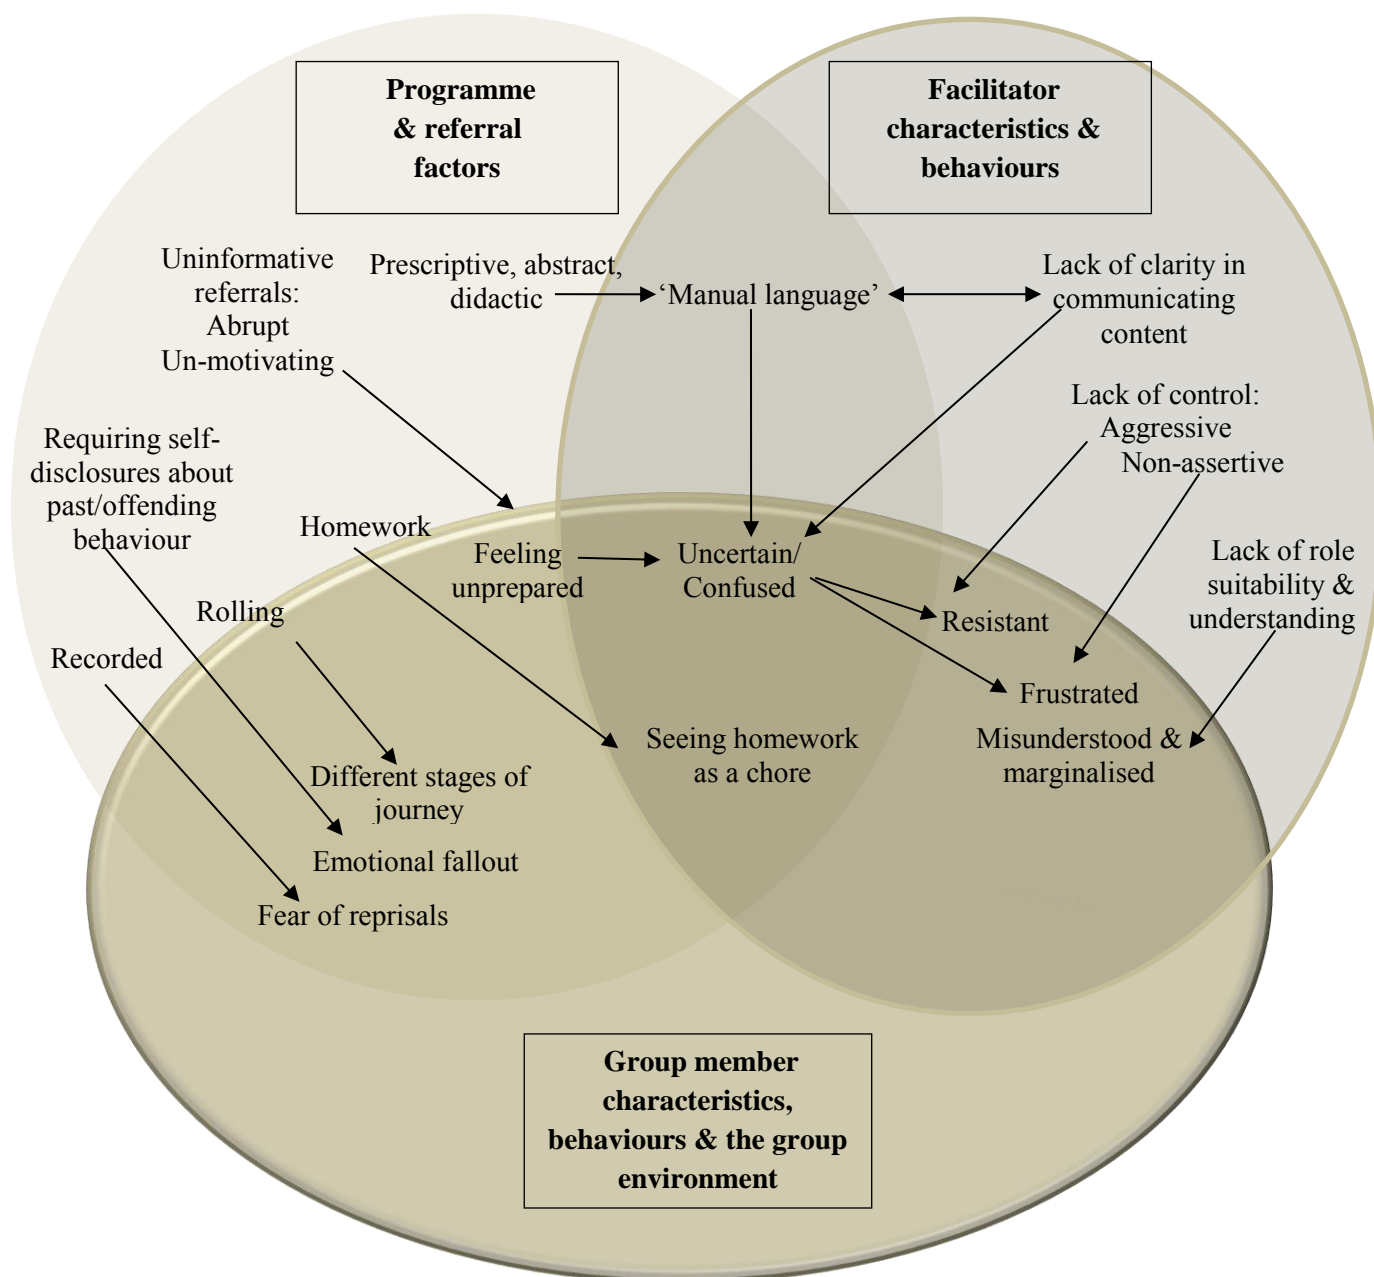 Programme
& referral
factors
Facilitator
characteristics &
behaviours
Uninformative
referrals:
Abrupt
Un-motivating
Prescriptive, abstract,
didactic
‘Manual language’
Lack of clarity in
communicating
content
Lack of control:
Aggressive
Non-assertive
Requiring self-
disclosures about
past/offending
behaviour
Homework
Feeling
unprepared
Uncertain/
Confused
Lack of role
suitability &
understanding
Rolling
Resistant
Recorded
Frustrated
Seeing homework
as a chore
Misunderstood &
marginalised
Different stages of
journey
Emotional fallout
Fear of reprisals
Group member
characteristics,
behaviours & the group
environment